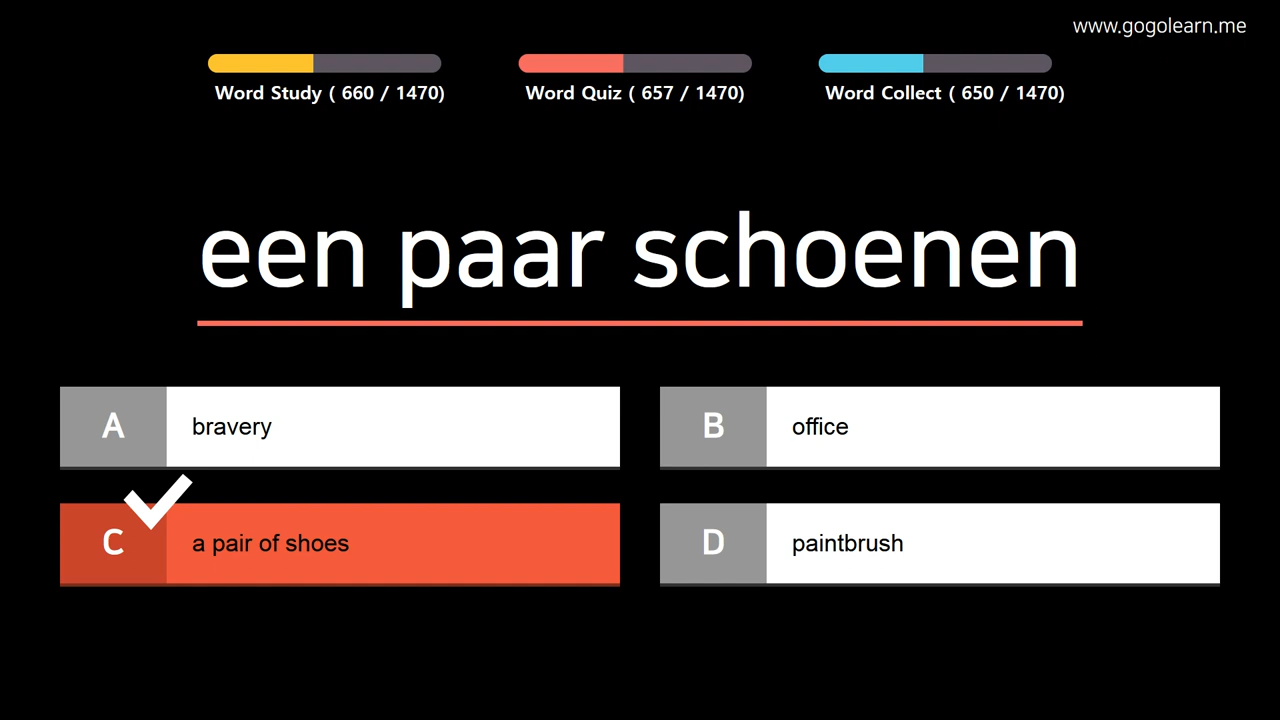 www.gogolearn.me
Word Study ( 660 / 1470)
Word Quiz ( 657 / 1470)
Word Collect ( 650 / 1470)
een paar schoenen
A bravery
B office
C a pair of shoes
D paintbrush